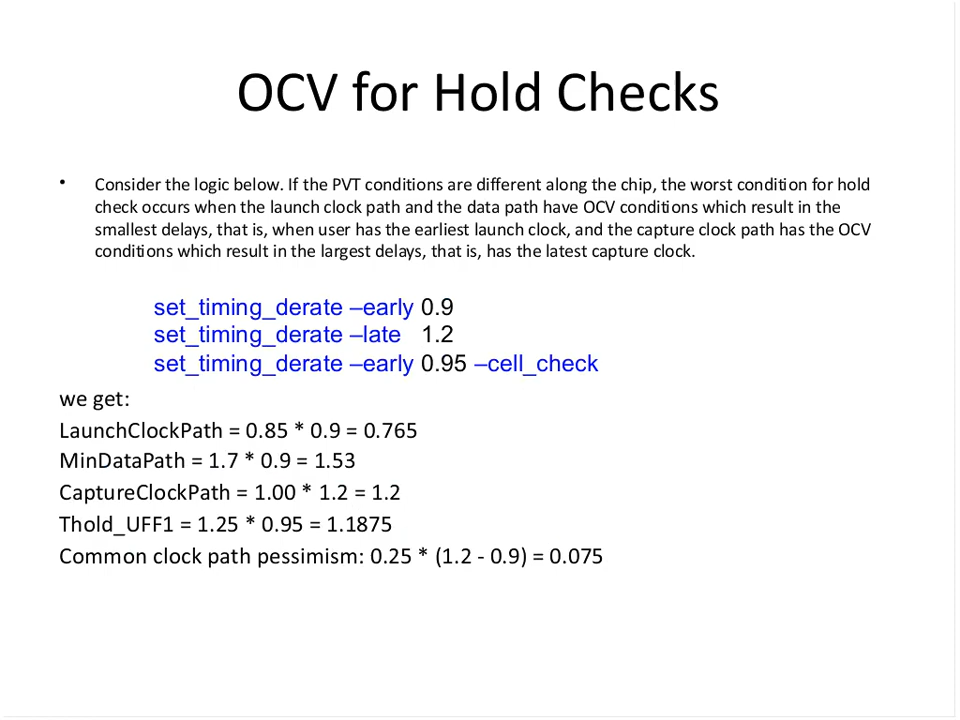 OCV for Hold Checks
• Consider the logic below. If the PVT conditions are different along the chip, the worst condition for hold
check occurs when the launch clock path and the data path have OCV conditions which result in the
smallest delays, that is, when user has the earliest launch clock, and the capture clock path has the OCV
conditions which result in the largest delays, that is, has the latest capture clock.
set_timing_derate –early 0.9
set_timing_derate –late 1.2
set_timing_derate –early 0.95 –cell_check
we get:
LaunchClockPath = 0.85 * 0.9 = 0.765
MinDataPath = 1.7 * 0.9 = 1.53
CaptureClockPath = 1.00 * 1.2 = 1.2
Thold_UFF1 = 1.25 * 0.95 = 1.1875
Common clock path pessimism: 0.25 * (1.2 - 0.9) = 0.075